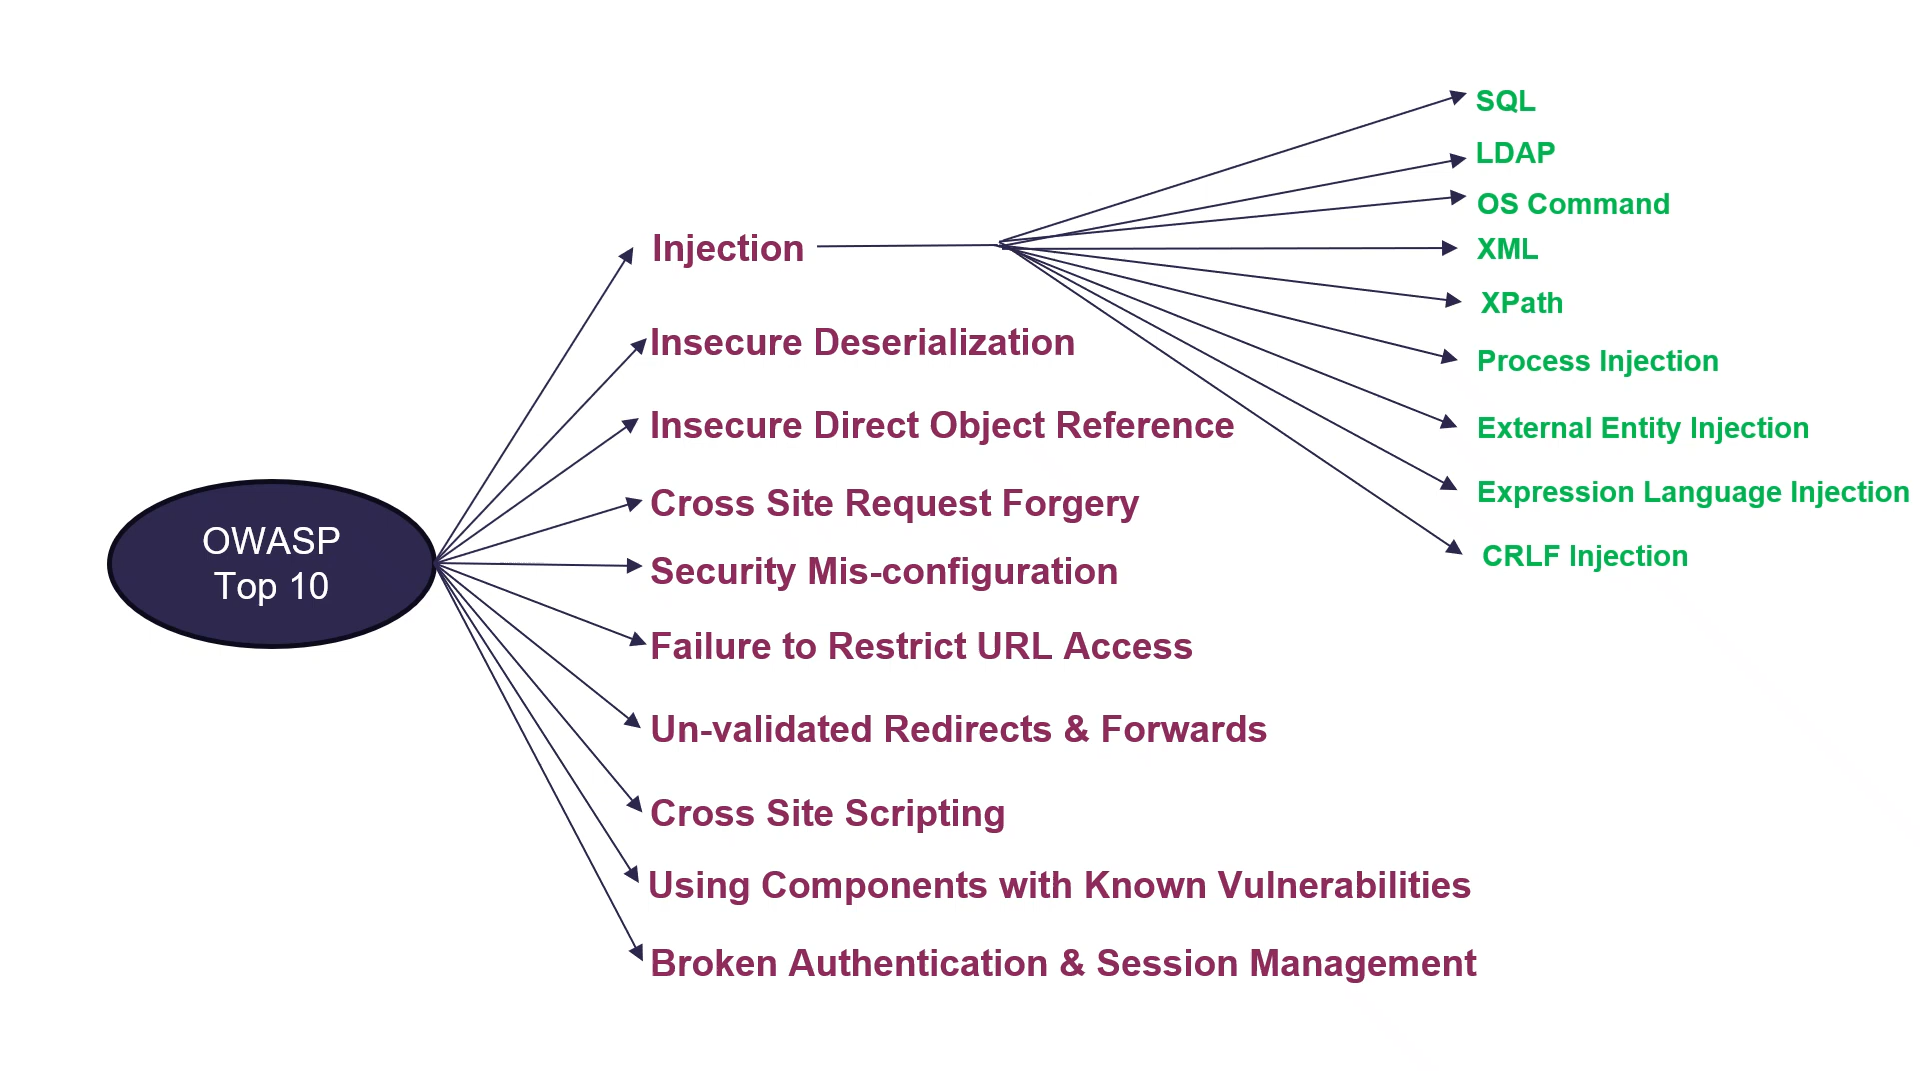 OWASP
Top 10
Injection
Insecure Deserialization
Insecure Direct Object Reference
Cross Site Request Forgery
Security Mis-configuration
Failure to Restrict URL Access
Un-validated Redirects & Forwards
Cross Site Scripting
Using Components with Known Vulnerabilities
Broken Authentication & Session Management
SQL
LDAP
OS Command
XML
XPath
Process Injection
External Entity Injection
Expression Language Injection
CRLF Injection